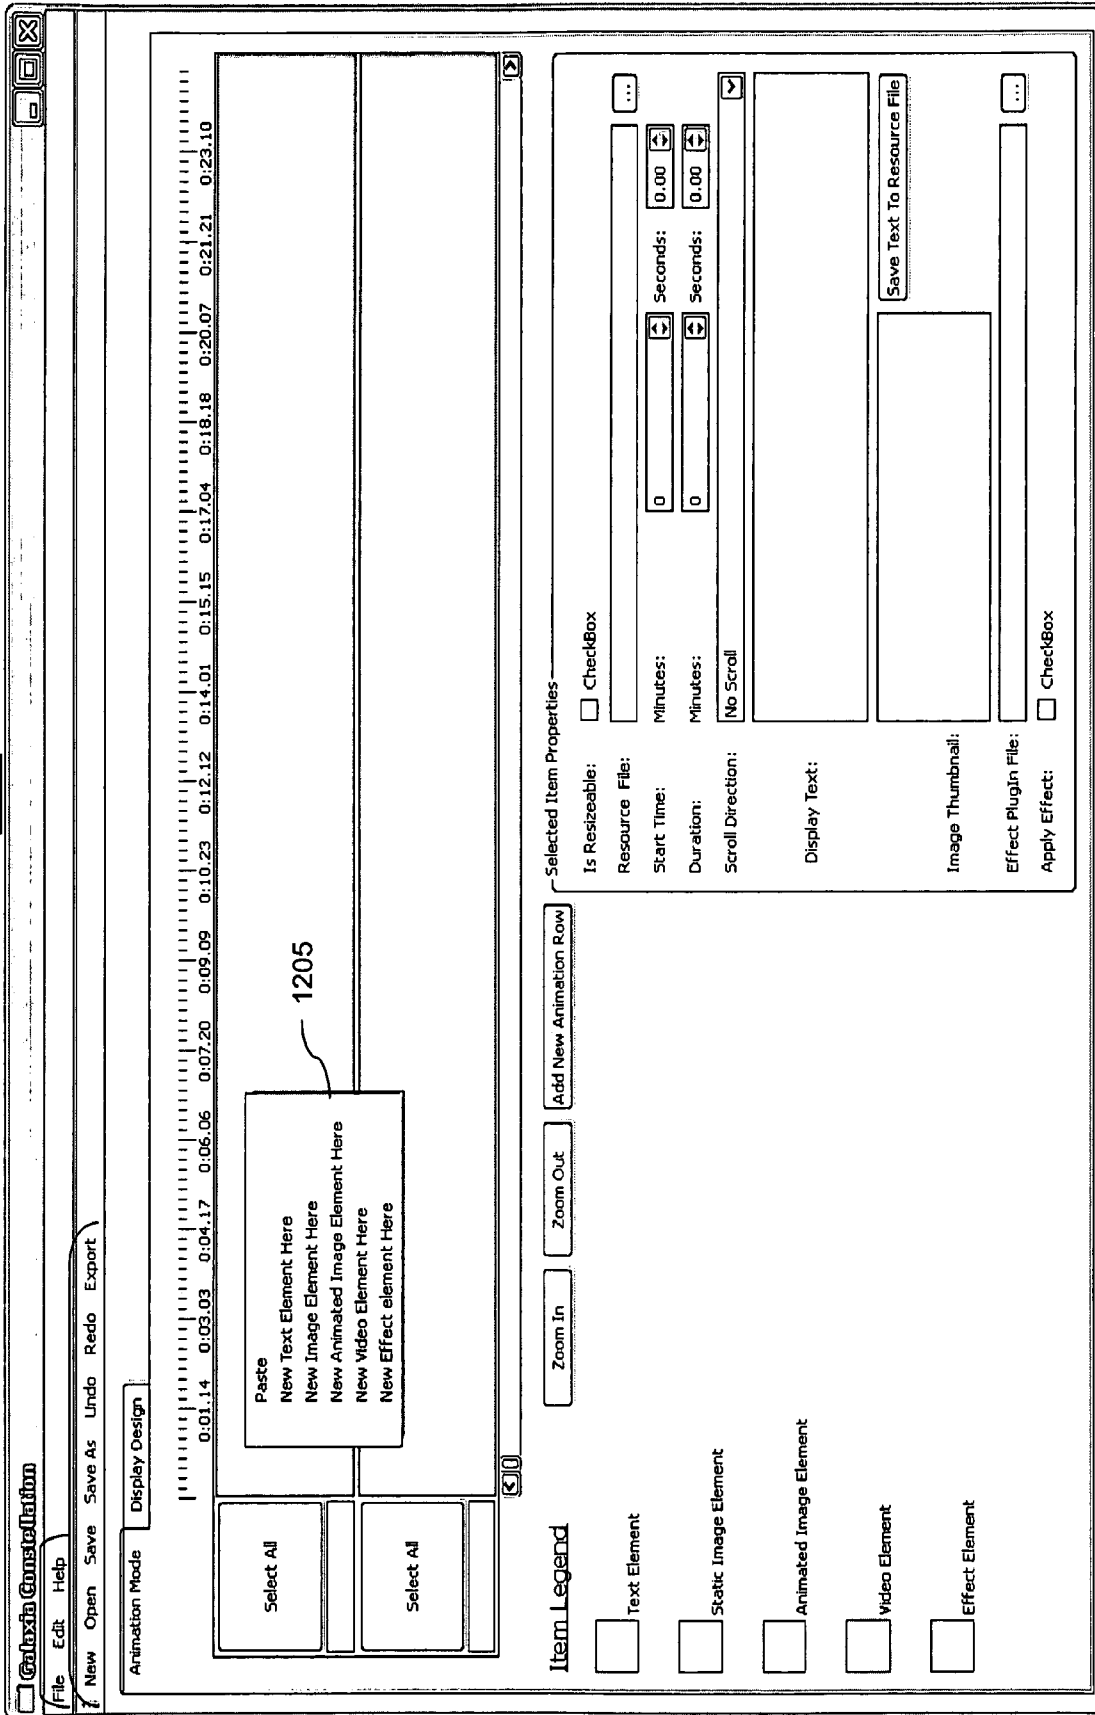 Galaxia Constellation
File Edit Help
New Open Save Save As Undo Redo Export
Animation Mode Display Design
0:01.14 0:03.03 0:04.17 0:06.06 0:07.20 0:09.09 0:10.23 0:12.12 0:14.01 0:15.15 0:17.04 0:18.18 0:20.07 0:21.21 0:23.10
Select All
Select All
Paste
New Text Element Here
New Image Element Here
New Animated Image Element Here
New Video Element Here
New Effect element Here
1205
Zoom In Zoom Out Add New Animation Row
Item Legend
Text Element
Static Image Element
Animated Image Element
Video Element
Effect Element
Selected Item Properties
Is Resizeable: CheckBox
Resource File: ...
Start Time: Minutes: 0 Seconds: 0.00
Duration: Minutes: 0 Seconds: 0.00
Scroll Direction: No Scroll
Display Text:
Save Text To Resource File
Image Thumbnail:
Effect PlugIn File: ...
Apply Effect: CheckBox